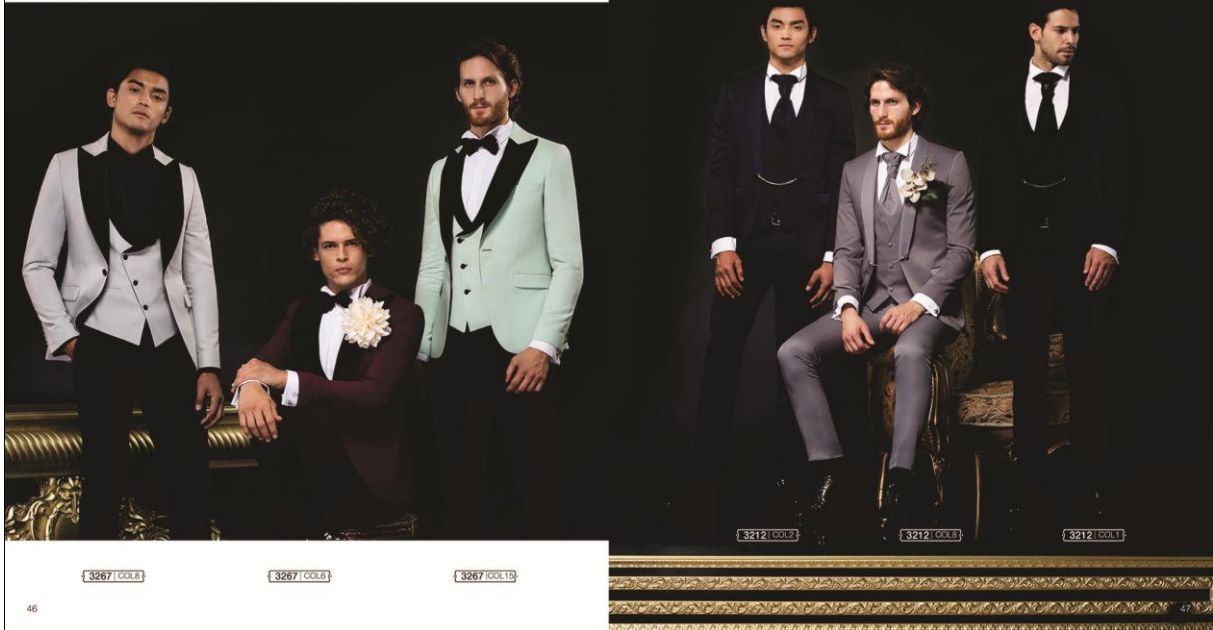 3267 | COL8
3267 | COL6
3267 | COL15
46
3212 | COL2
3212 | COL8
3212 | COL1
47